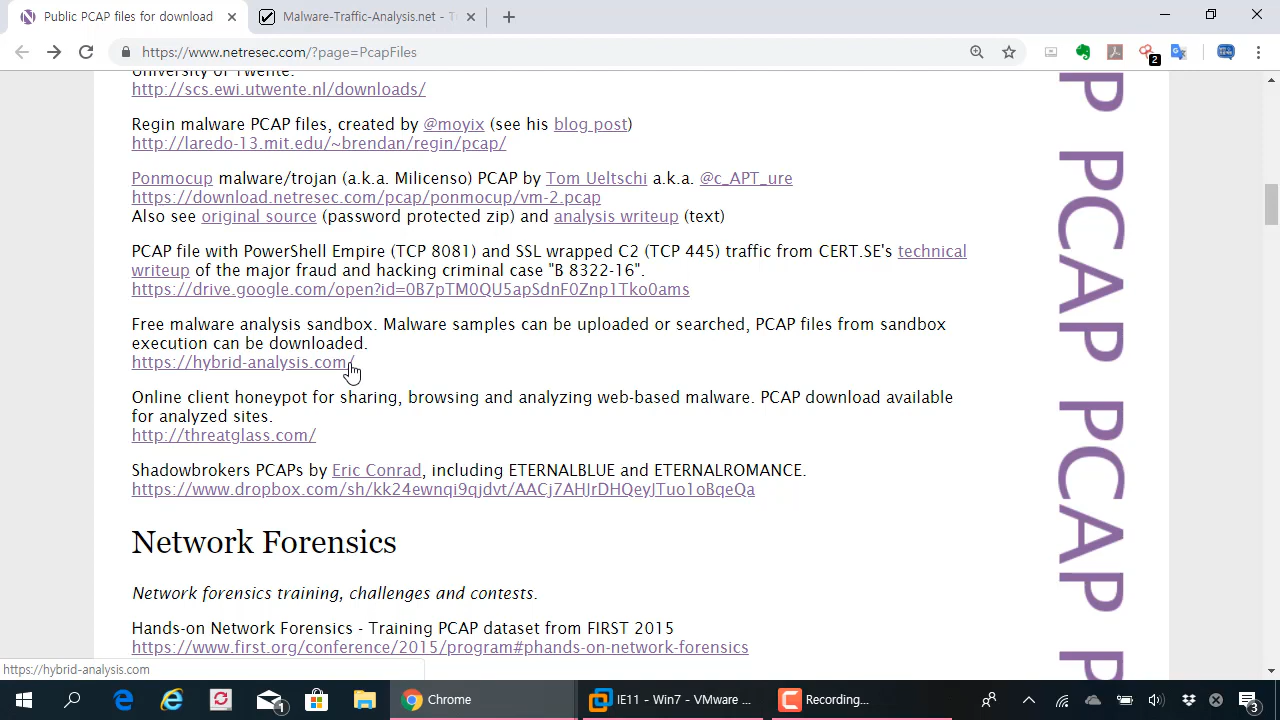 Public PCAP files for download
Malware-Traffic-Analysis.net - T
https://www.netresec.com/?page=PcapFiles
2
University of Twente.
http://scs.ewi.utwente.nl/downloads/
Regin malware PCAP files, created by @moyix (see his blog post)
http://laredo-13.mit.edu/~brendan/regin/pcap/
Ponmocup malware/trojan (a.k.a. Milicenso) PCAP by Tom Ueltschi a.k.a. @c_APT_ure
https://download.netresec.com/pcap/ponmocup/vm-2.pcap
Also see original source (password protected zip) and analysis writeup (text)
PCAP file with PowerShell Empire (TCP 8081) and SSL wrapped C2 (TCP 445) traffic from CERT.SE's technical
writeup of the major fraud and hacking criminal case "B 8322-16".
https://drive.google.com/open?id=0B7pTM0QU5apSdnF0Znp1Tko0ams
Free malware analysis sandbox. Malware samples can be uploaded or searched, PCAP files from sandbox
execution can be downloaded.
https://hybrid-analysis.com/
Online client honeypot for sharing, browsing and analyzing web-based malware. PCAP download available
for analyzed sites.
http://threatglass.com/
Shadowbrokers PCAPs by Eric Conrad, including ETERNALBLUE and ETERNALROMANCE.
https://www.dropbox.com/sh/kk24ewnqi9qjdvt/AACj7AHJrDHQeyJTuo1oBqeQa
Network Forensics
Network forensics training, challenges and contests.
Hands-on Network Forensics - Training PCAP dataset from FIRST 2015
https://www.first.org/conference/2015/program#phands-on-network-forensics
P PCAP PCAP P
https://hybrid-analysis.com
1
Chrome
IE11 - Win7 - VMware ...
Recording...
3